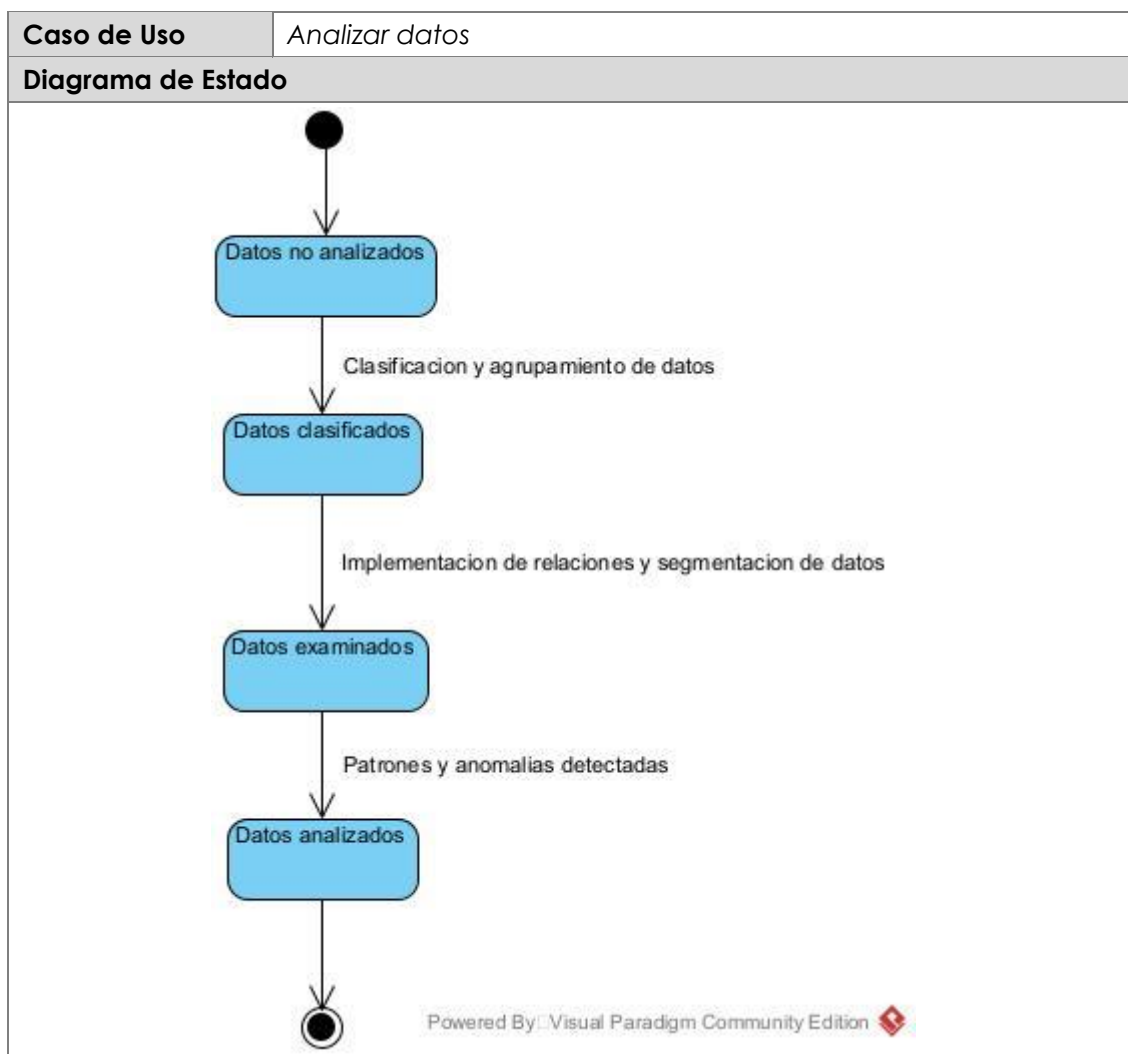 Caso de Uso
Analizar datos
Diagrama de Estado
Datos no analizados
Clasificacion y agrupamiento de datos
Datos clasificados
Implementacion de relaciones y segmentacion de datos
Datos examinados
Patrones y anomalias detectadas
Datos analizados
Powered By Visual Paradigm Community Edition